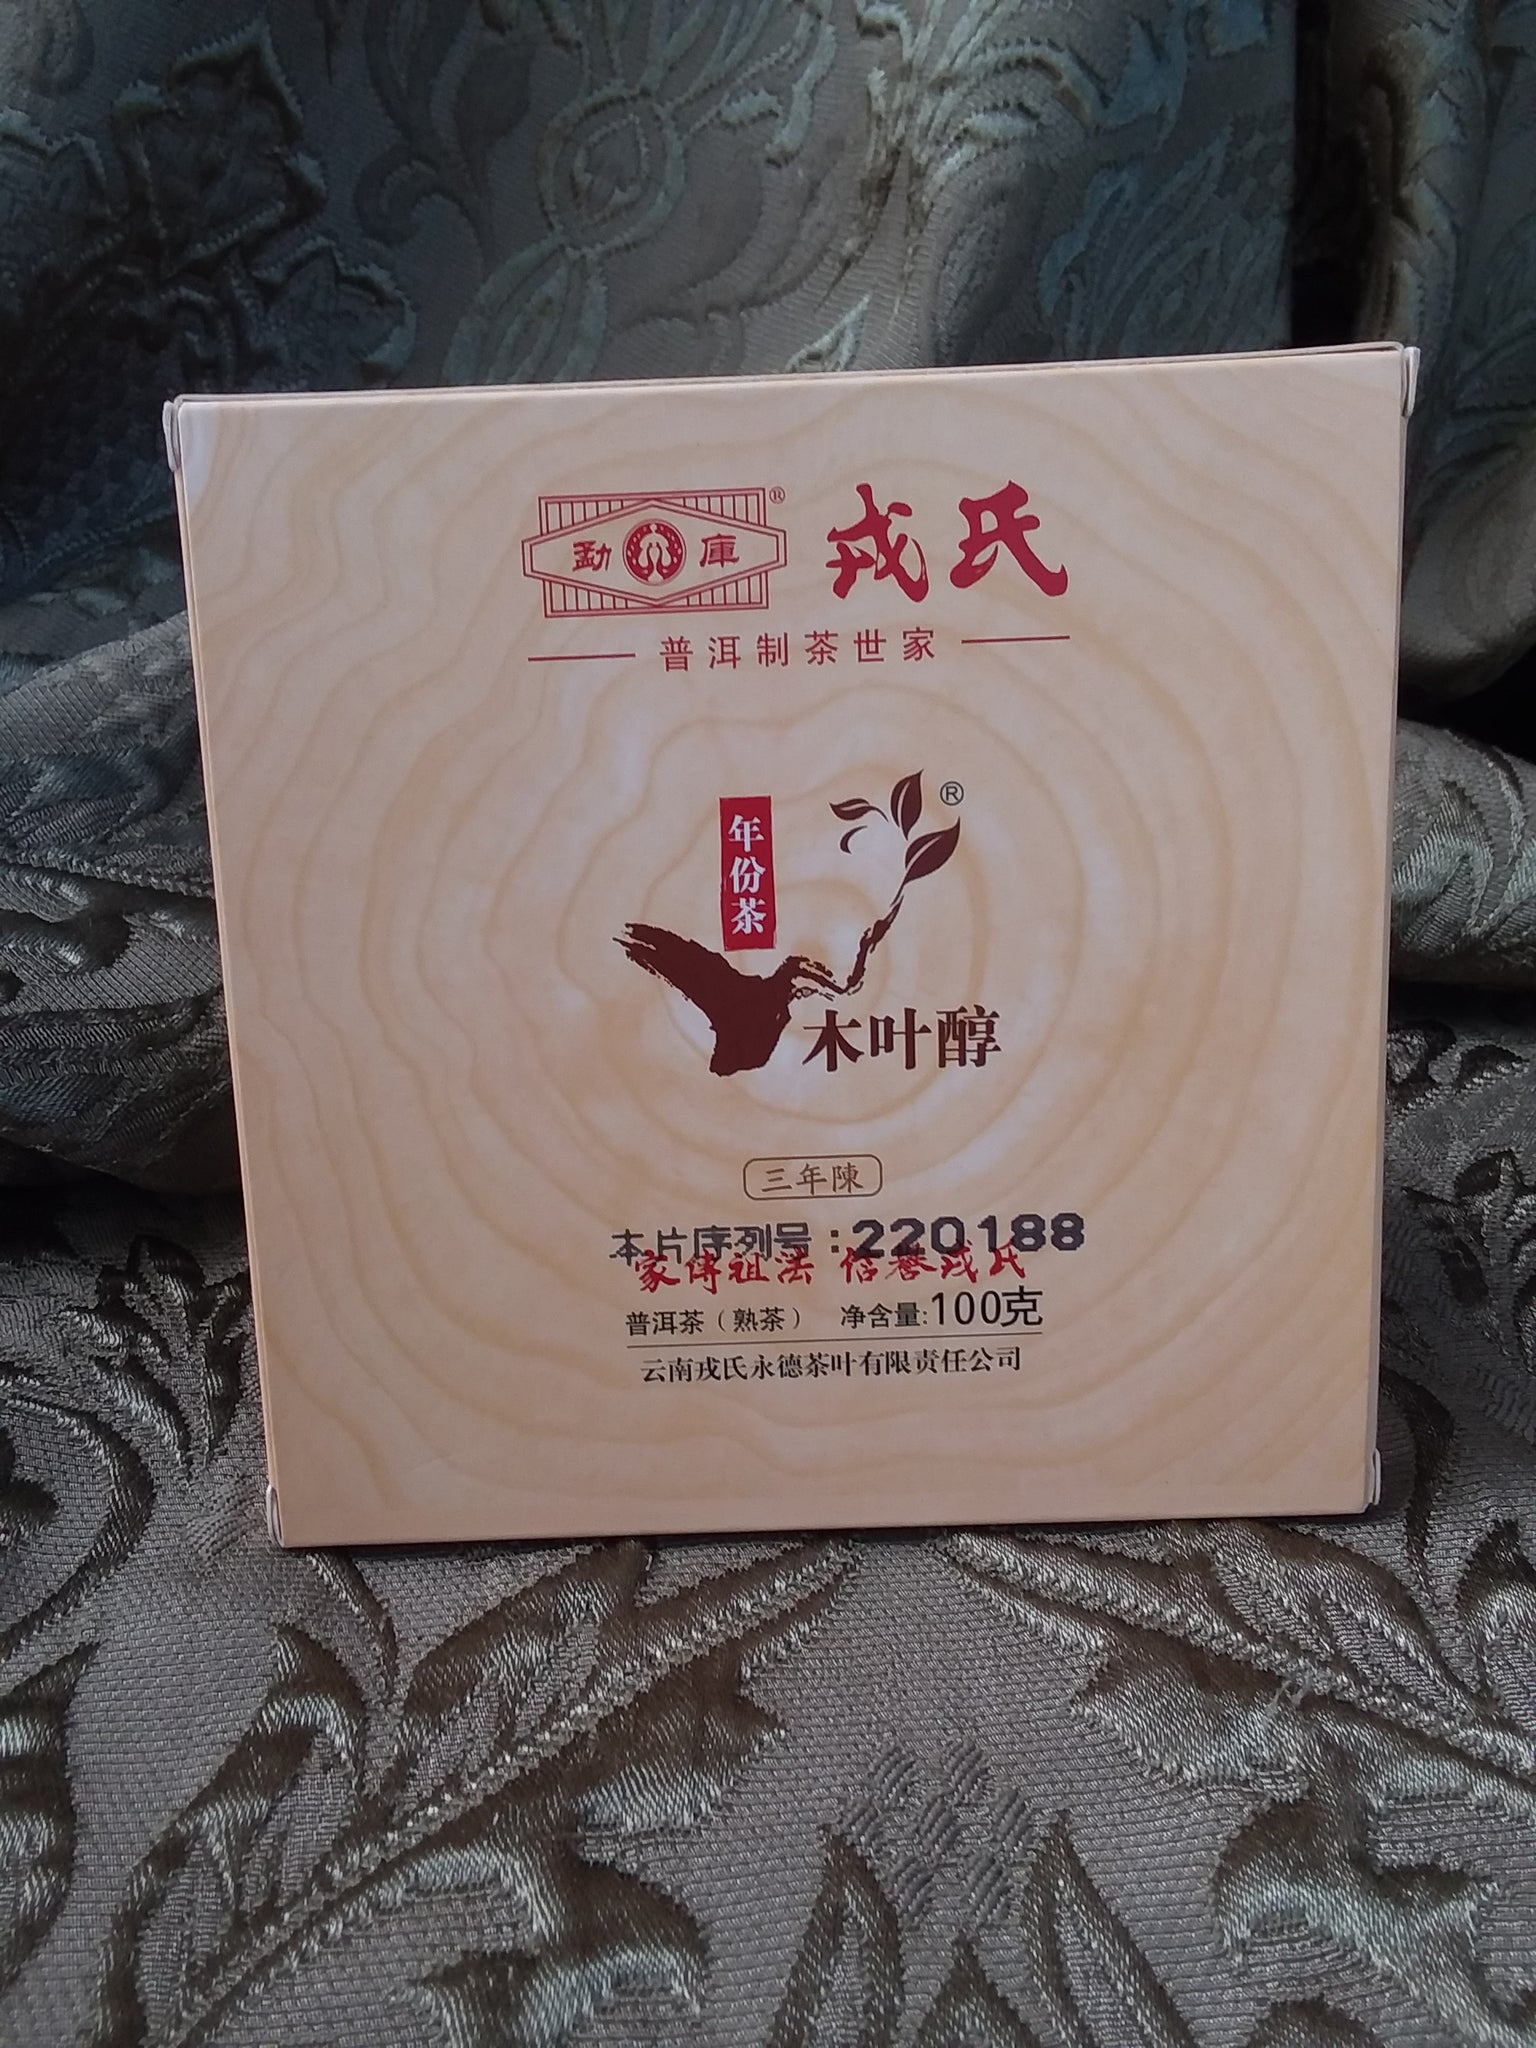 勐 庫 ® 戎氏
普洱制茶世家
年份茶
®
木叶醇
三年陳
本片序列号:220188
家传祖法 信誉戎氏
普洱茶(熟茶) 净含量:100克
云南戎氏永德茶叶有限责任公司